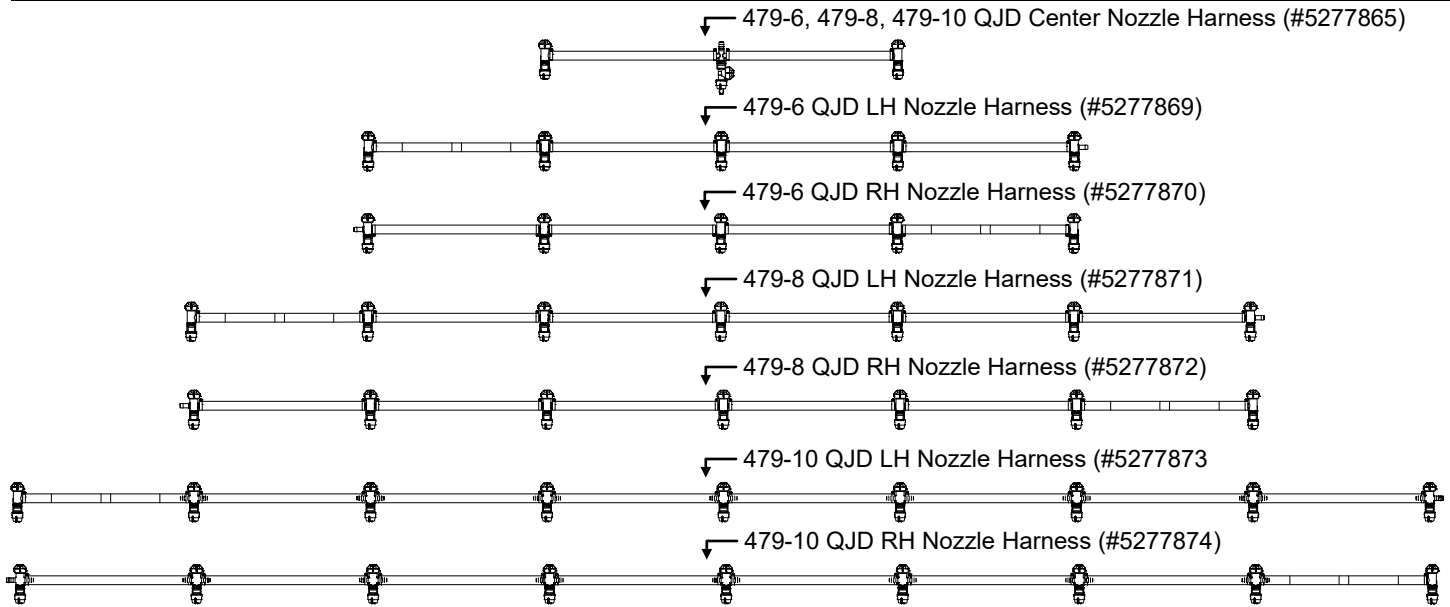 479-6, 479-8, 479-10 QJD Center Nozzle Harness (#5277865)
479-6 QJD LH Nozzle Harness (#5277869)
479-6 QJD RH Nozzle Harness (#5277870)
479-8 QJD LH Nozzle Harness (#5277871)
479-8 QJD RH Nozzle Harness (#5277872)
479-10 QJD LH Nozzle Harness (#5277873
479-10 QJD RH Nozzle Harness (#5277874)